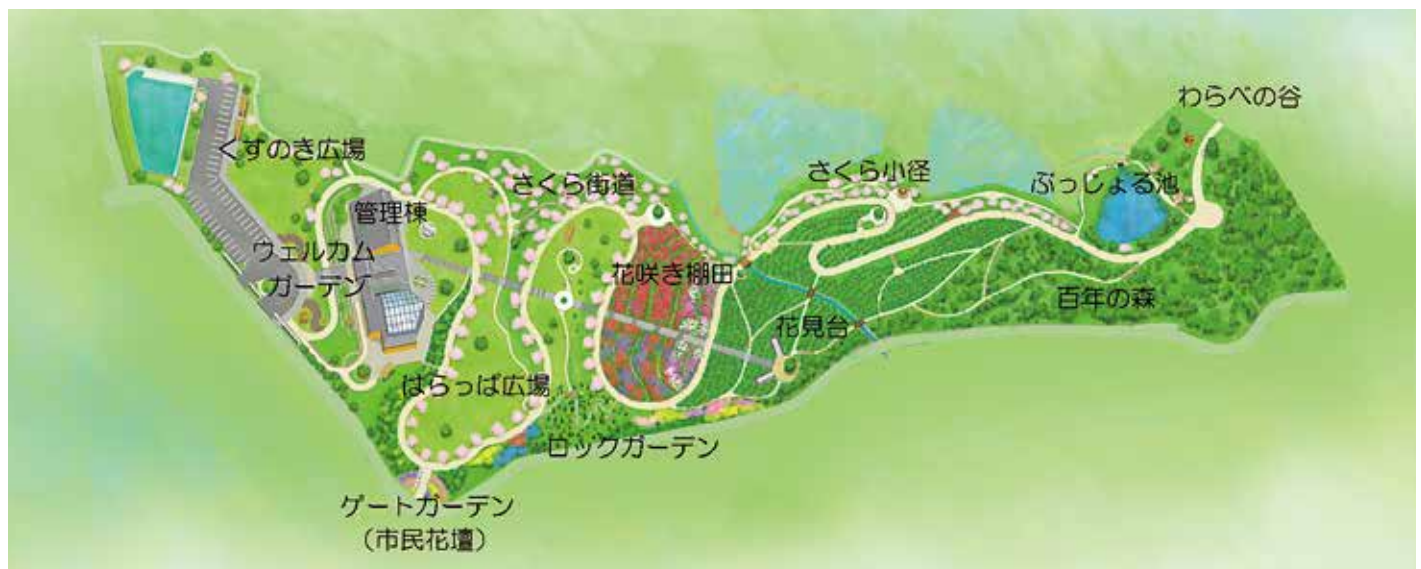 わらべの谷
くすのき広場
さくら街道
さくら小径
ぶっじょる池
管理棟
ウェルカム
ガーデン
花咲き棚田
百年の森
花見台
はらっぱ広場
ロックガーデン
ゲートガーデン
（市民花壇）